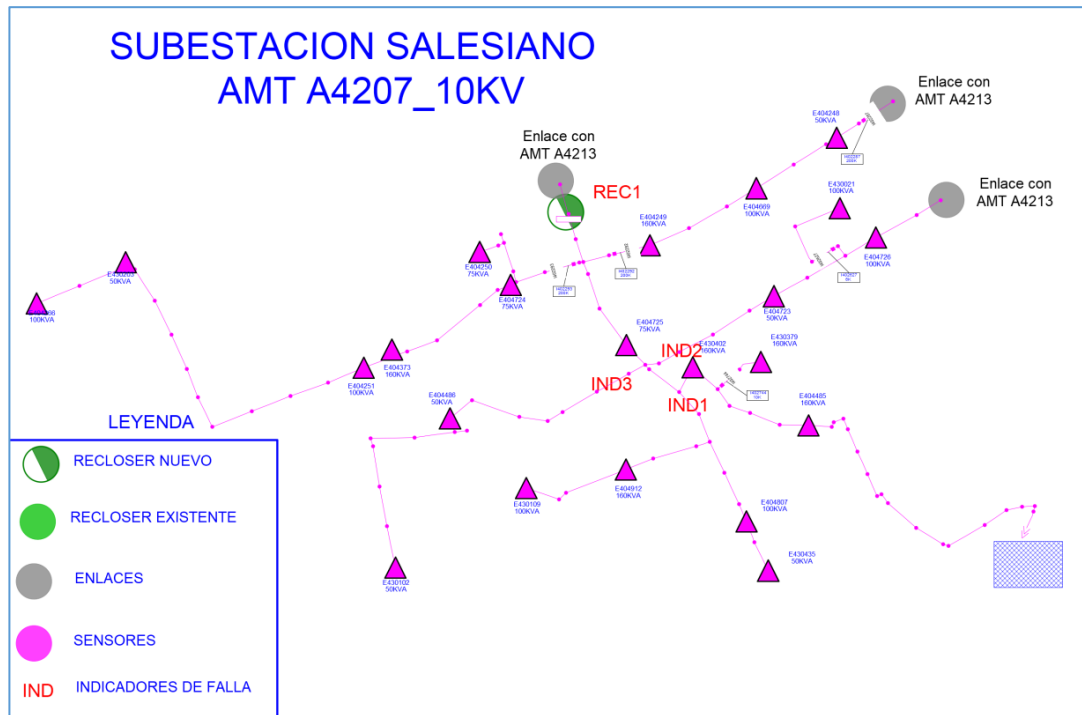 SUBESTACION SALESIANO
AMT A4207_10KV
Enlace con
AMT A4213
Enlace con
AMT A4213
Enlace con
AMT A4213
REC1
E404248
50KVA
E404669
100KVA
E430021
100KVA
E404249
160KVA
E404726
100KVA
E404250
75KVA
E404724
75KVA
50KVA
100KVA
E404723
50KVA
E404725
75KVA
IND2
E430402
160KVA
E430379
160KVA
E404373
160KVA
E404251
100KVA
IND3
IND1
E404486
50KVA
E404485
160KVA
E404912
160KVA
E430109
100KVA
E404807
100KVA
E430435
50KVA
E430102
50KVA
LEYENDA
RECLOSER NUEVO
RECLOSER EXISTENTE
ENLACES
SENSORES
IND
INDICADORES DE FALLA